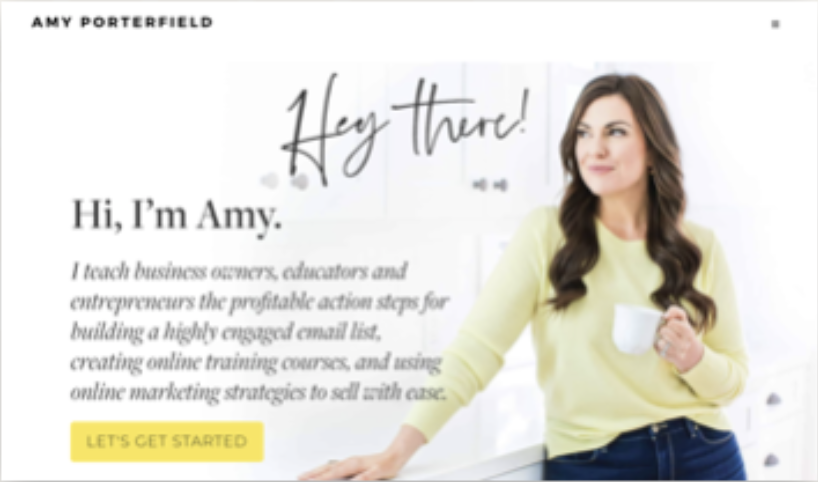 AMY PORTERFIELD
Hey there!
Hi, I'm Amy.
I teach business owners, educators and
entrepreneurs the profitable action steps for
building a highly engaged email list,
creating online training courses, and using
online marketing strategies to sell with ease.
LET'S GET STARTED